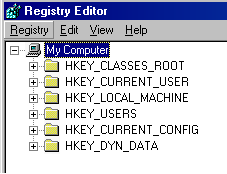 Registry Editor
Registry Edit View Help
My Computer
HKEY_CLASSES_ROOT
HKEY_CURRENT_USER
HKEY_LOCAL_MACHINE
HKEY_USERS
HKEY_CURRENT_CONFIG
HKEY_DYN_DATA